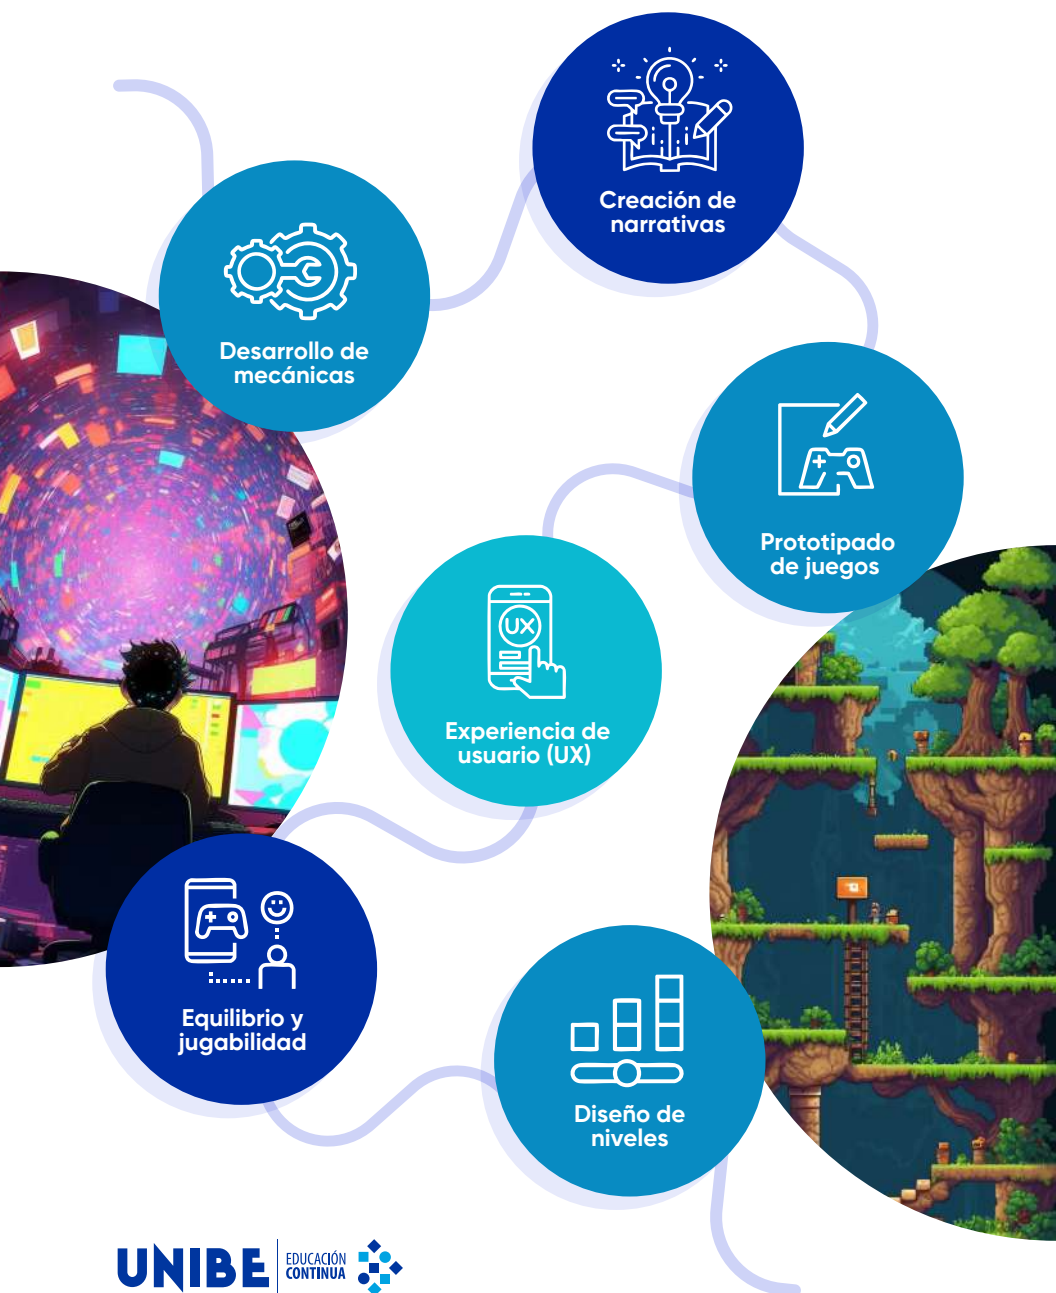 Creación de
narrativas
Desarrollo de
mecánicas
Prototipado
de juegos
UX
Experiencia de
usuario (UX)
Equilibrio y
jugabilidad
Diseño de
niveles
UNIBE
EDUCACIÓN
CONTINUA